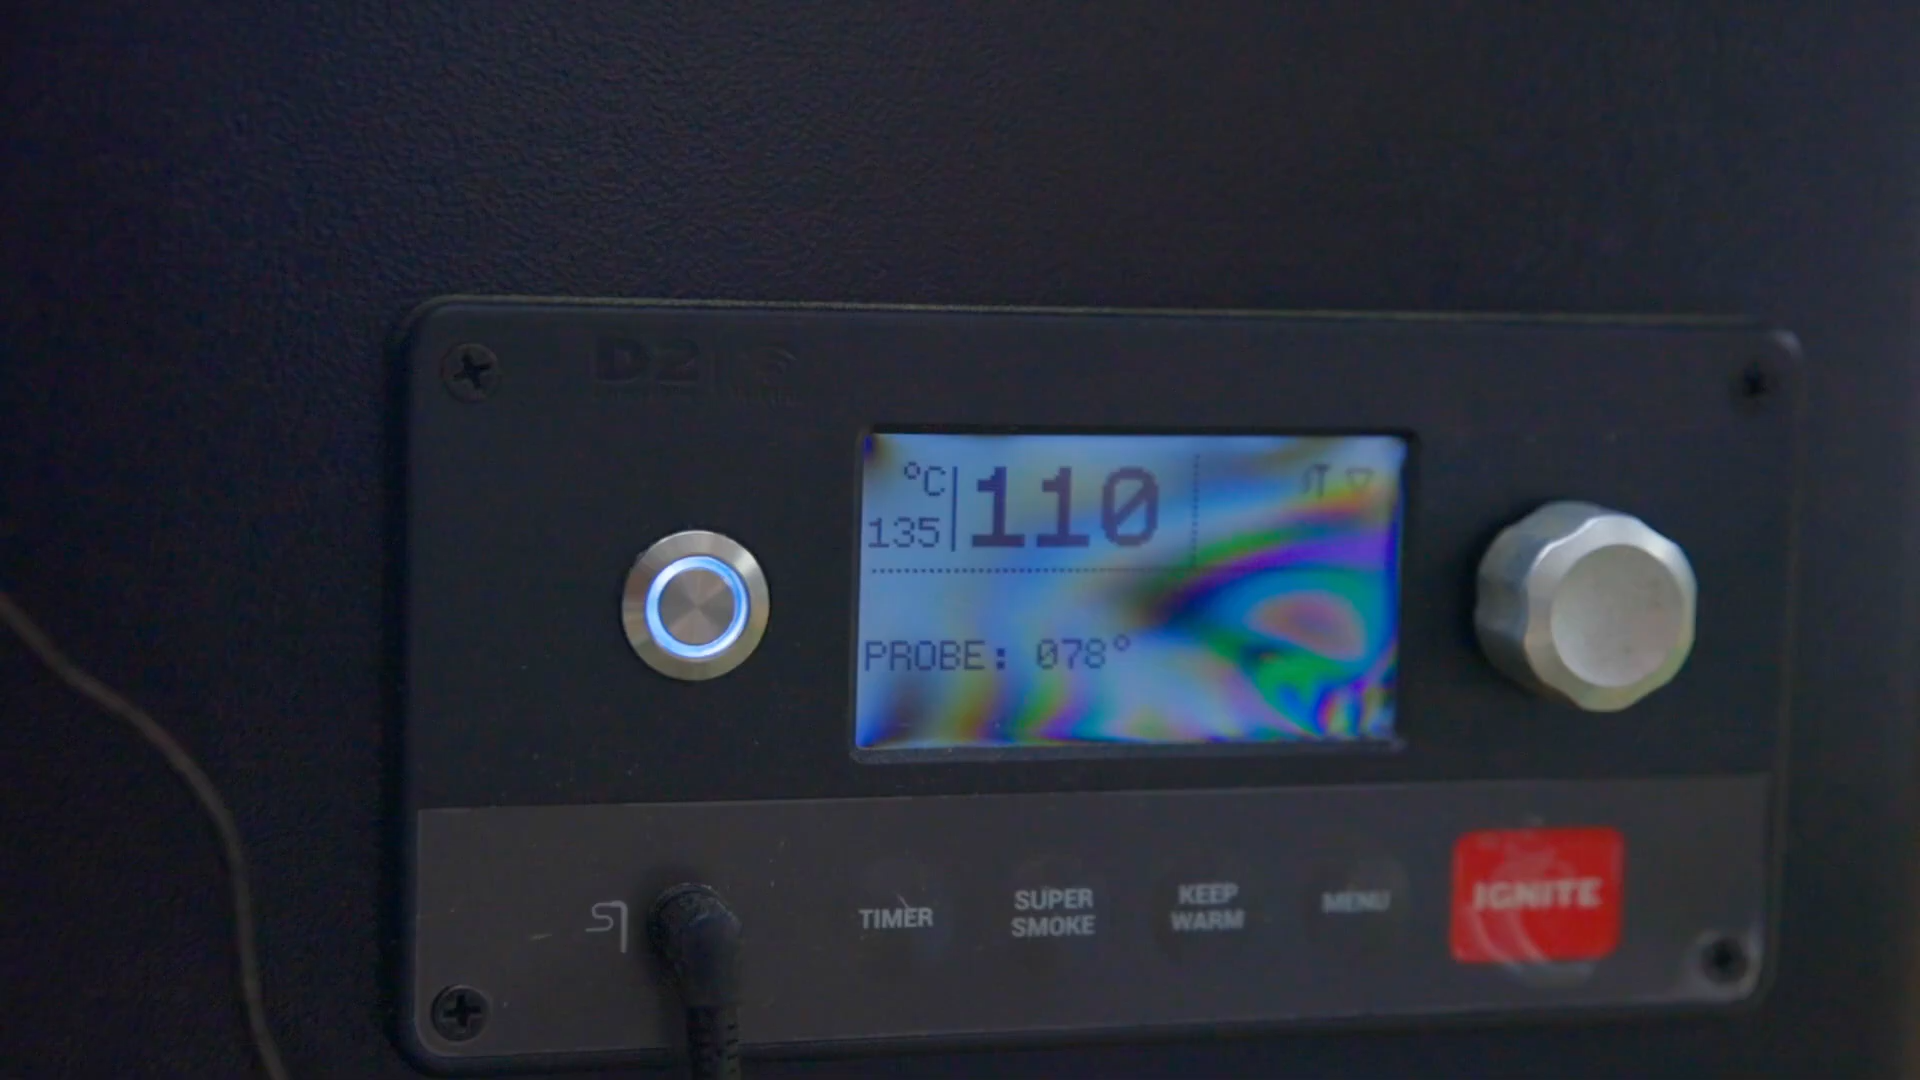 D2
°C 110
135
PROBE: 078°
TIMER
SUPER
SMOKE
KEEP
WARM
MENU
IGNITE